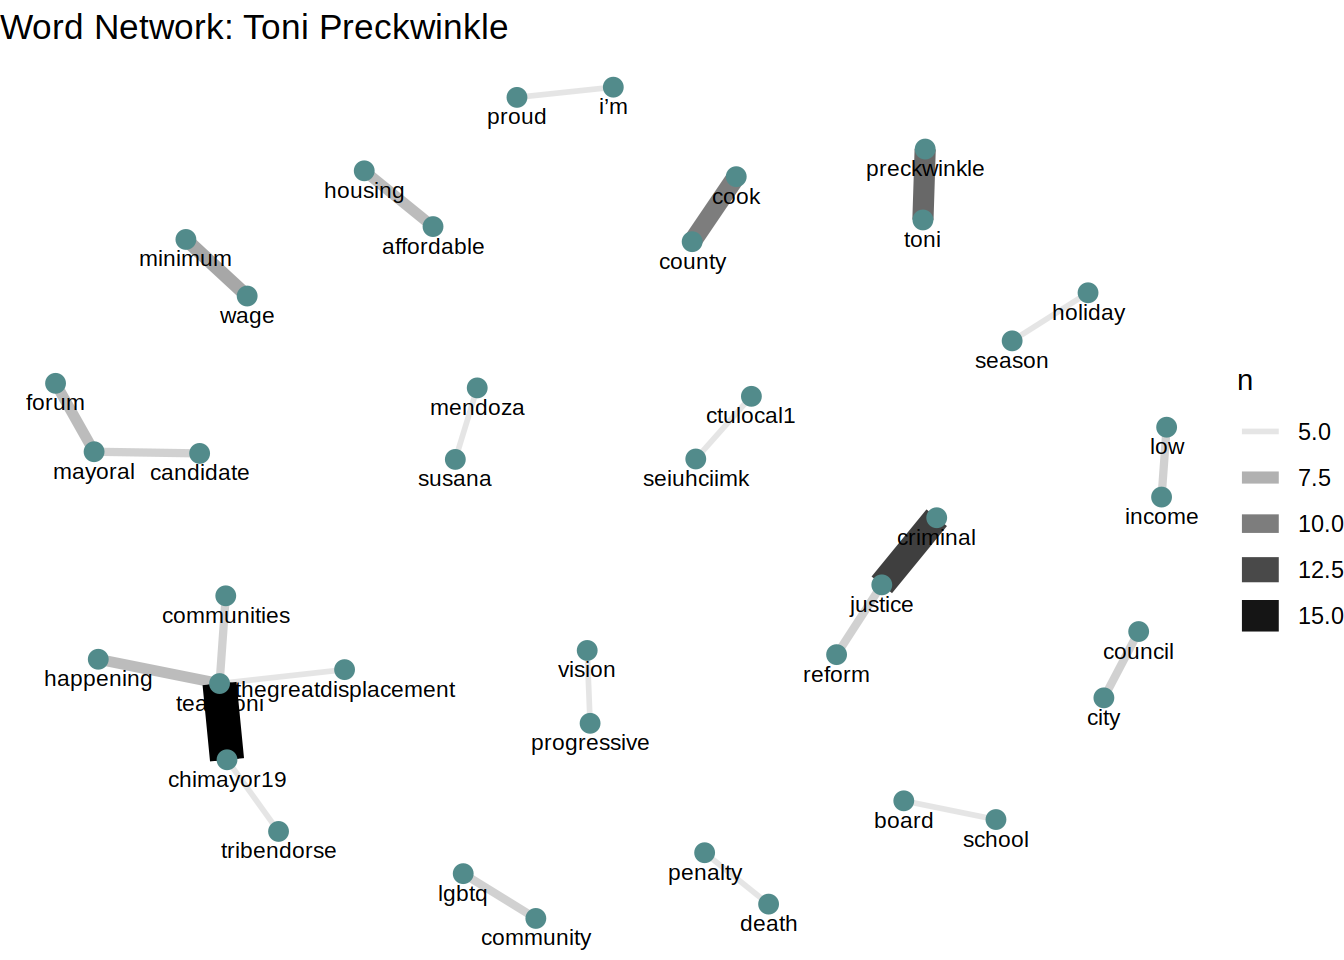 Word Network: Toni Preckwinkle
proud
i’m
preckwinkle
housing
cook
affordable
toni
minimum
county
wage
holiday
season
n
forum
mendoza
ctulocal1
low
5.0
mayoral
candidate
susana
seiuhciimk
7.5
income
10.0
criminal
12.5
communities
justice
15.0
happening
vision
reform
council
thegreatdisplacement
city
progressive
chimayor19
board
school
tribendorse
penalty
lgbtq
death
community